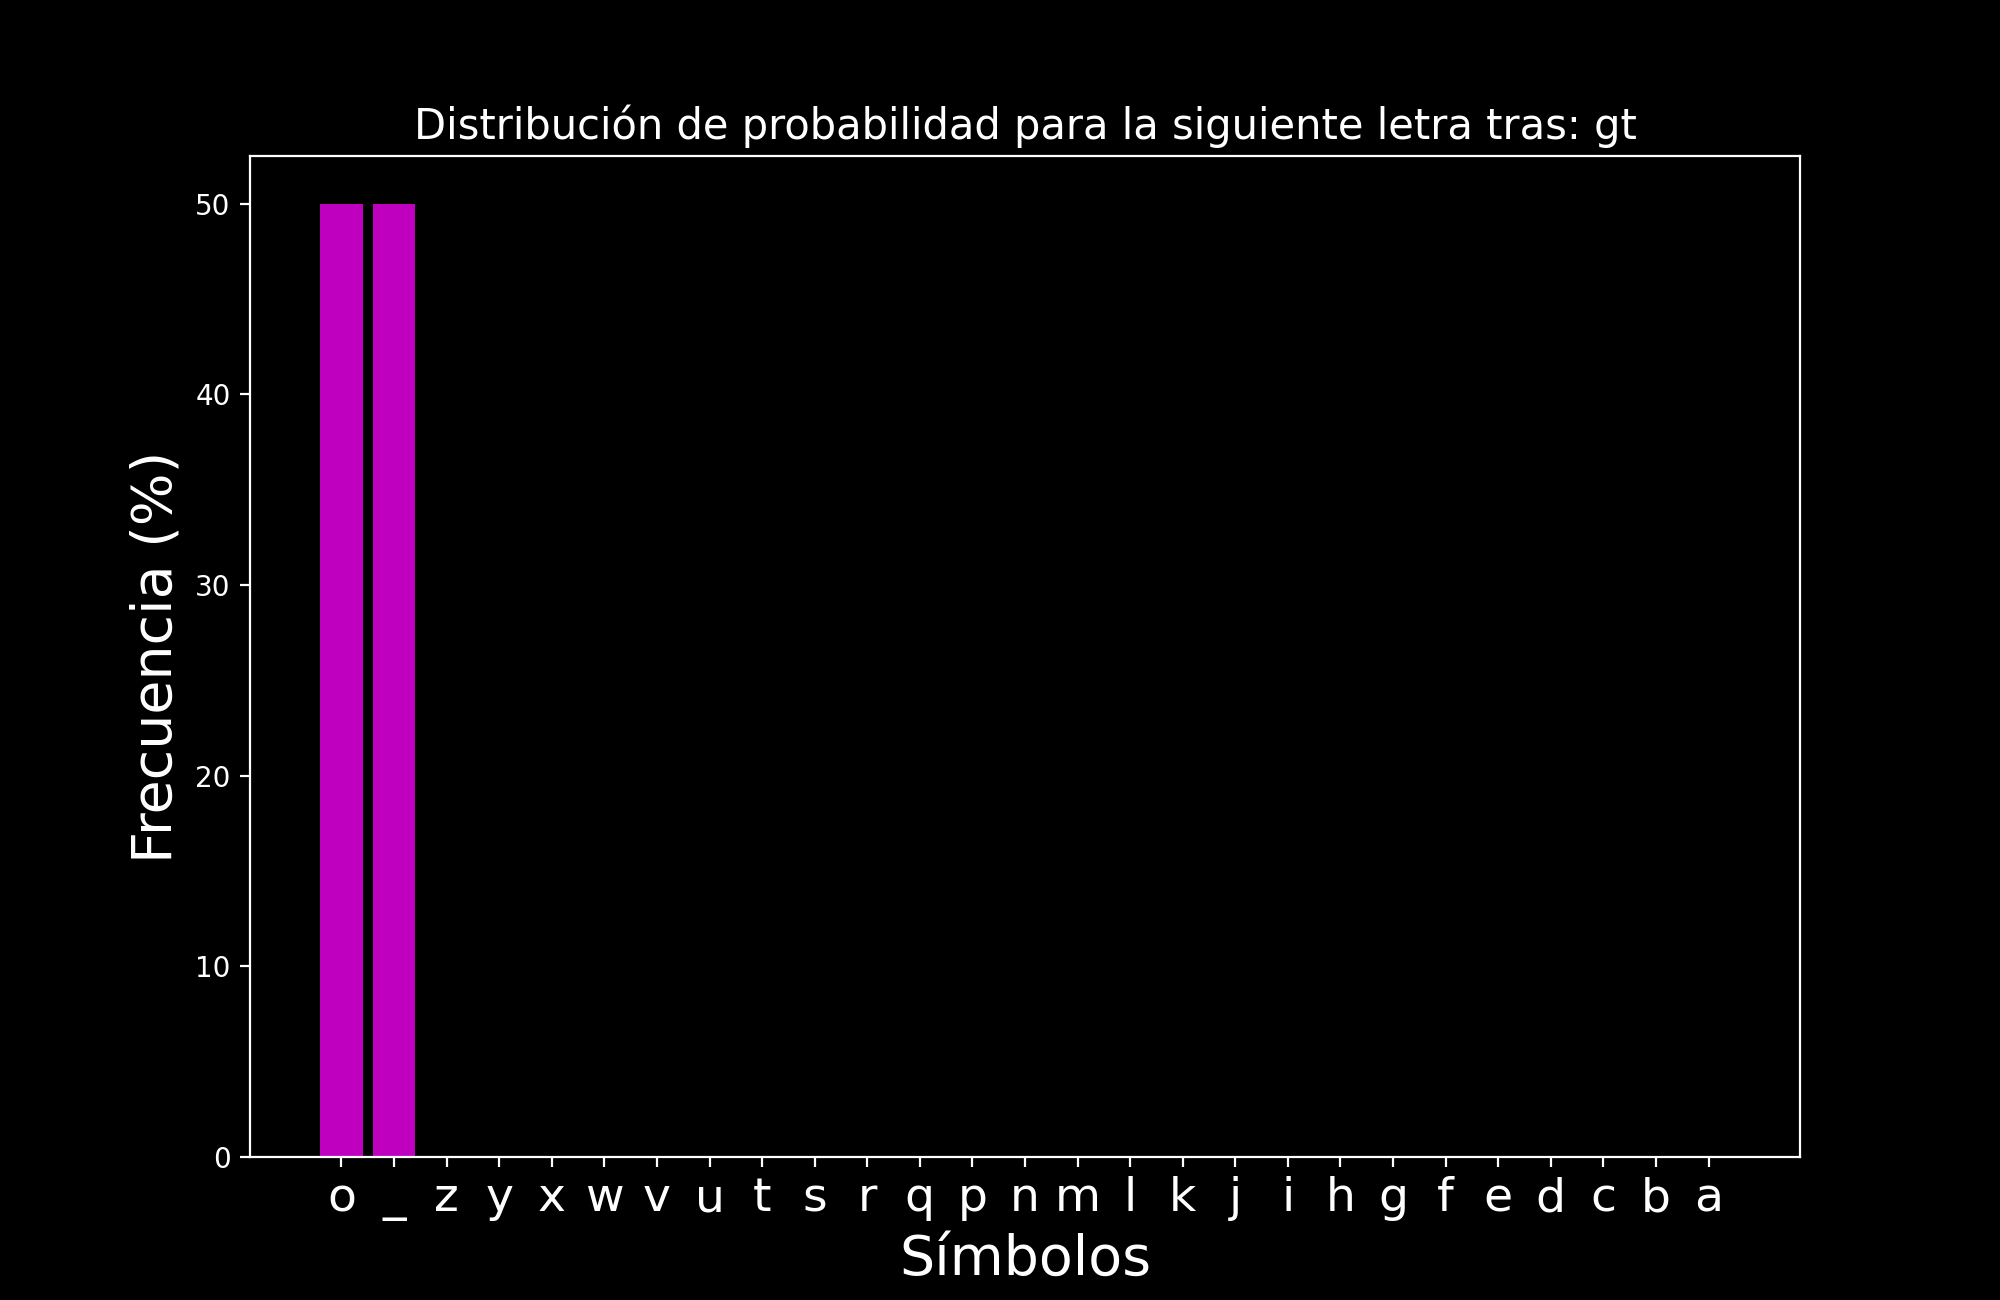 Distribución de probabilidad para la siguiente letra tras: gt
50
40
30
20
10
0
Frecuencia (%)
o _ z y x w v u t s r q p n m l k j i h g f e d c b a
Símbolos